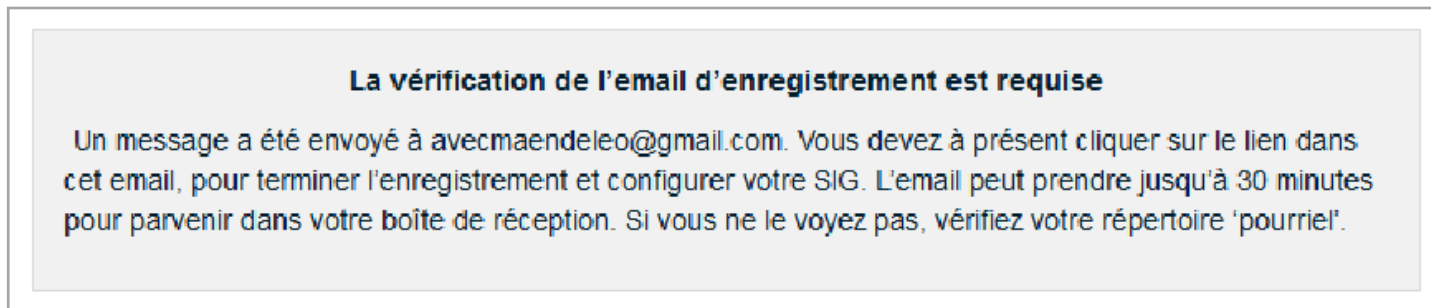 La vérification de l'email d'enregistrement est requise
Un message a été envoyé à avecmaendeleo@gmail.com. Vous devez à présent cliquer sur le lien dans
cet email, pour terminer l'enregistrement et configurer votre SIG. L'email peut prendre jusqu'à 30 minutes
pour parvenir dans votre boîte de réception. Si vous ne le voyez pas, vérifiez votre répertoire 'pourriel'.